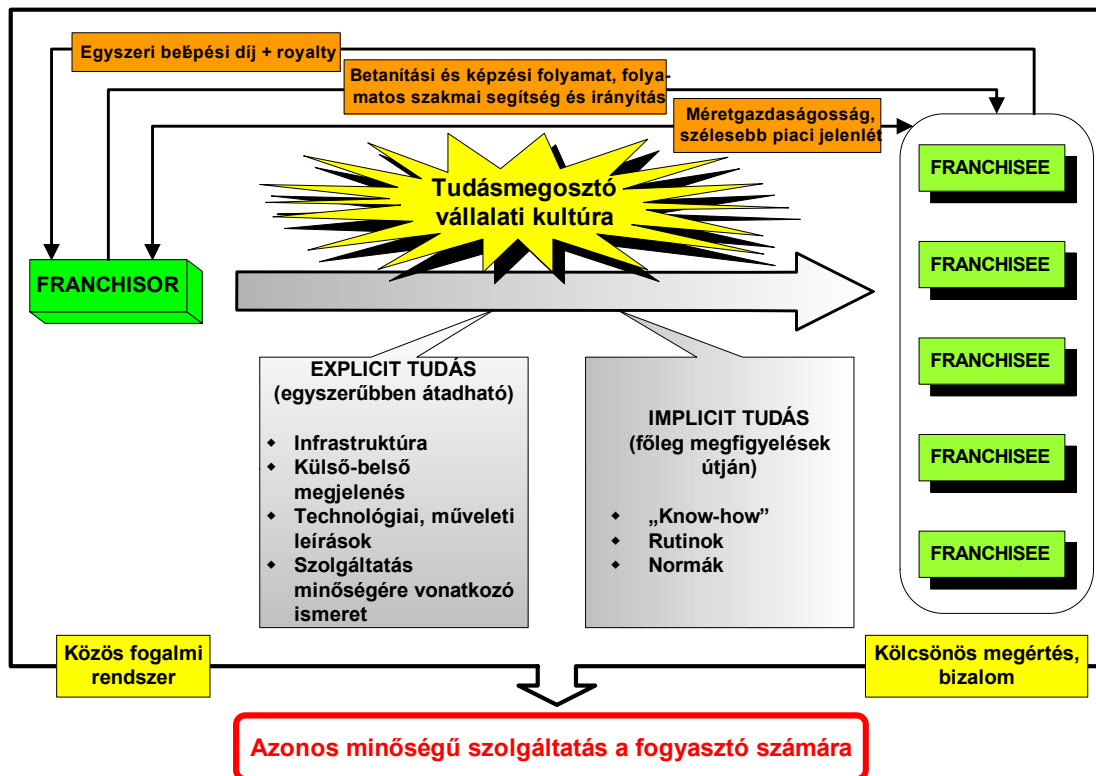 Egyszeri belépési díj + royalty
Betanítási és képzési folyamat, folya-
matos szakmai segítség és irányítás
Méretgazdaságosság,
szélesebb piaci jelenlét
Tudásmegosztó
vállalati kultúra
FRANCHISOR
FRANCHISEE
FRANCHISEE
FRANCHISEE
FRANCHISEE
FRANCHISEE
EXPLICIT TUDÁS
(egyszerűbben átadható)
Infrastruktúra
Külső-belső
megjelenés
Technológiai, műveleti
leírások
Szolgáltatás
minőségére vonatkozó
ismeret
IMPLICIT TUDÁS
(főleg megfigyelések
útján)
„Know-how”
Rutinok
Normák
Közös fogalmi
rendszer
Kölcsönös megértés,
bizalom
Azonos minőségű szolgáltatás a fogyasztó számára